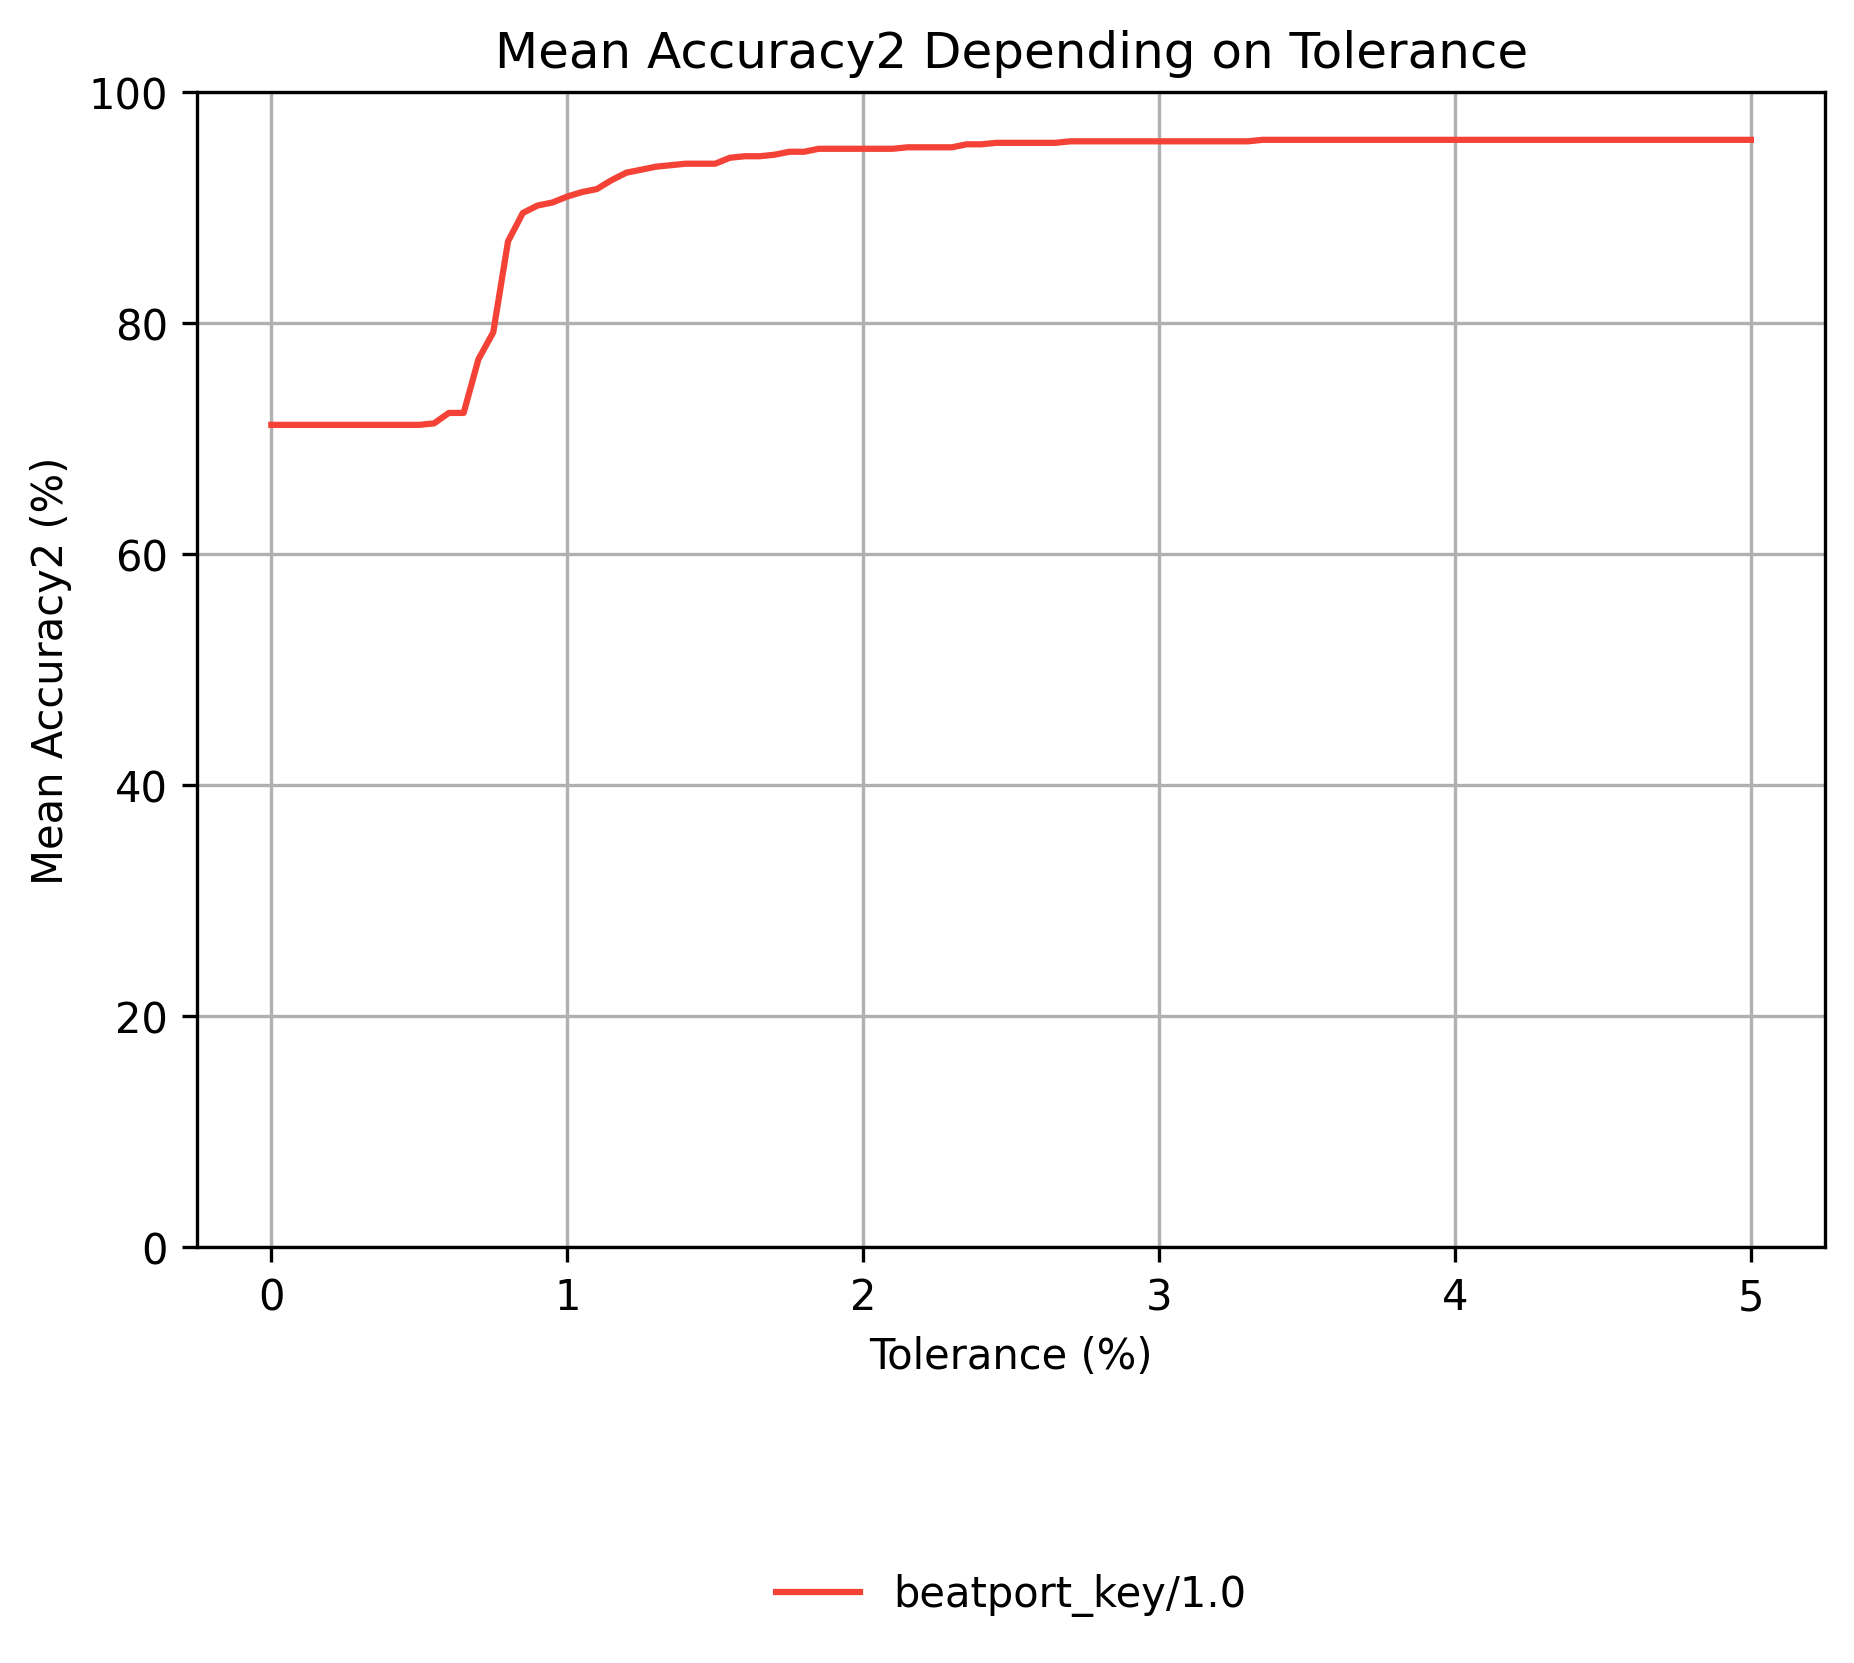 Mean Accuracy2 Depending on Tolerance
100
80
60
40
20
0
Mean Accuracy2 (%)
0 1 2 3 4 5
Tolerance (%)
beatport_key/1.0